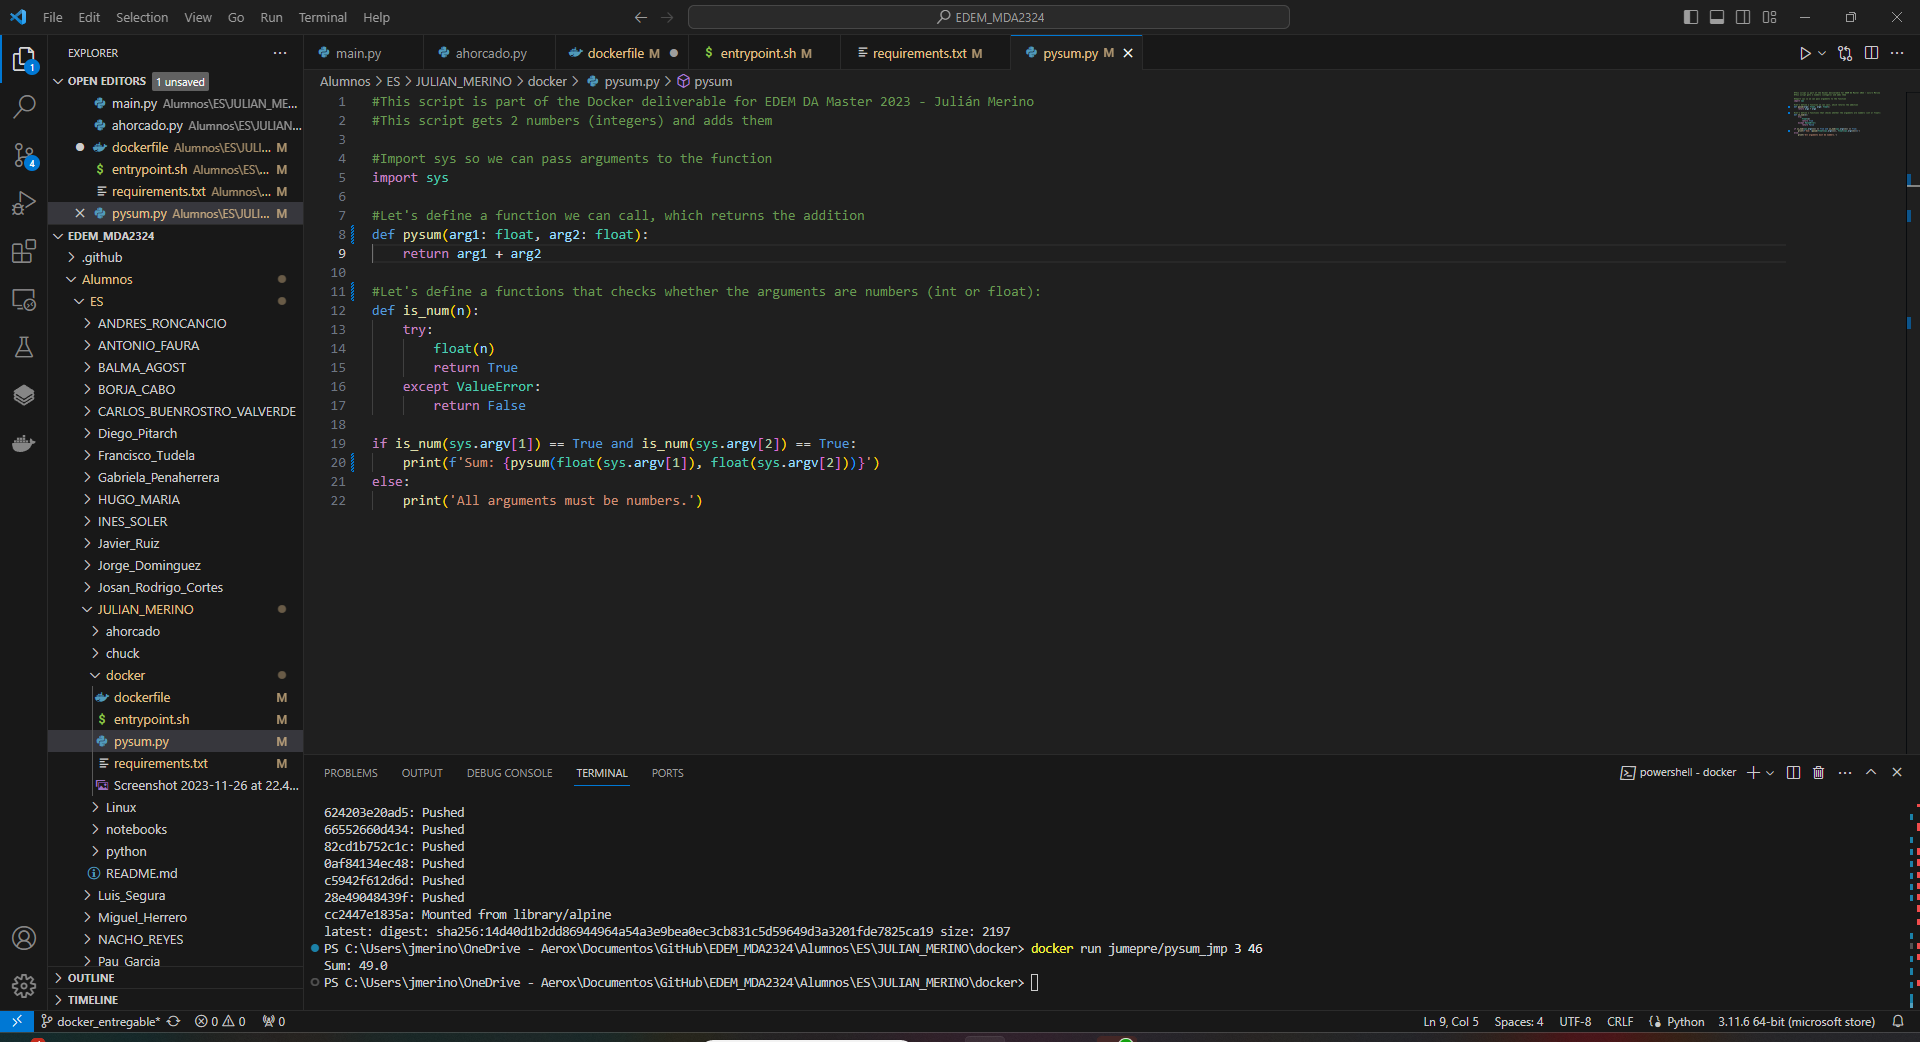 File Edit Selection View Go Run Terminal Help
EDEM_MDA2324
EXPLORER
OPEN EDITORS 1 unsaved
main.py Alumnos\ES\JULIAN_ME...
ahorcado.py Alumnos\ES\JULIAN...
dockerfile Alumnos\ES\JULI... M
entrypoint.sh Alumnos\ES\... M
requirements.txt Alumnos\... M
pysum.py Alumnos\ES\JULI... M
EDEM_MDA2324
.github
Alumnos
ES
ANDRES_RONCANCIO
ANTONIO_FAURA
BALMA_AGOST
BORJA_CABO
CARLOS_BUENROSTRO_VALVERDE
Diego_Pitarch
Francisco_Tudela
Gabriela_Penaherrera
HUGO_MARIA
INES_SOLER
Javier_Ruiz
Jorge_Dominguez
Josan_Rodrigo_Cortes
JULIAN_MERINO
ahorcado
chuck
docker
dockerfile M
entrypoint.sh M
pysum.py M
requirements.txt M
Screenshot 2023-11-26 at 22.4...
Linux
notebooks
python
README.md
Luis_Segura
Miguel_Herrero
NACHO_REYES
Pau_Garcia
OUTLINE
TIMELINE
1
4
main.py ahorcado.py dockerfile M entrypoint.sh M requirements.txt M pysum.py M
Alumnos > ES > JULIAN_MERINO > docker > pysum.py > pysum
1 #This script is part of the Docker deliverable for EDEM DA Master 2023 - Julián Merino
2 #This script gets 2 numbers (integers) and adds them
3
4 #Import sys so we can pass arguments to the function
5 import sys
6
7 #Let's define a function we can call, which returns the addition
8 def pysum(arg1: float, arg2: float):
9     return arg1 + arg2
10
11 #Let's define a functions that checks whether the arguments are numbers (int or float):
12 def is_num(n):
13     try:
14         float(n)
15         return True
16     except ValueError:
17         return False
18
19 if is_num(sys.argv[1]) == True and is_num(sys.argv[2]) == True:
20     print(f'Sum: {pysum(float(sys.argv[1]), float(sys.argv[2]))}')
21 else:
22     print('All arguments must be numbers.')
PROBLEMS OUTPUT DEBUG CONSOLE TERMINAL PORTS
powershell - docker
624203e20ad5: Pushed
66552660d434: Pushed
82cd1b752c1c: Pushed
0af84134ec48: Pushed
c5942f612d6d: Pushed
28e49048439f: Pushed
cc2447e1835a: Mounted from library/alpine
latest: digest: sha256:14d40d1b2dd86944964a54a3e9bea0ec3cb831c5d59649d3a3201fde7825ca19 size: 2197
PS C:\Users\jmerino\OneDrive - Aerox\Documentos\GitHub\EDEM_MDA2324\Alumnos\ES\JULIAN_MERINO\docker> docker run jumepre/pysum_jmp 3 46
Sum: 49.0
PS C:\Users\jmerino\OneDrive - Aerox\Documentos\GitHub\EDEM_MDA2324\Alumnos\ES\JULIAN_MERINO\docker>
docker_entregable* 0 0 0
Ln 9, Col 5 Spaces: 4 UTF-8 CRLF Python 3.11.6 64-bit (microsoft store)